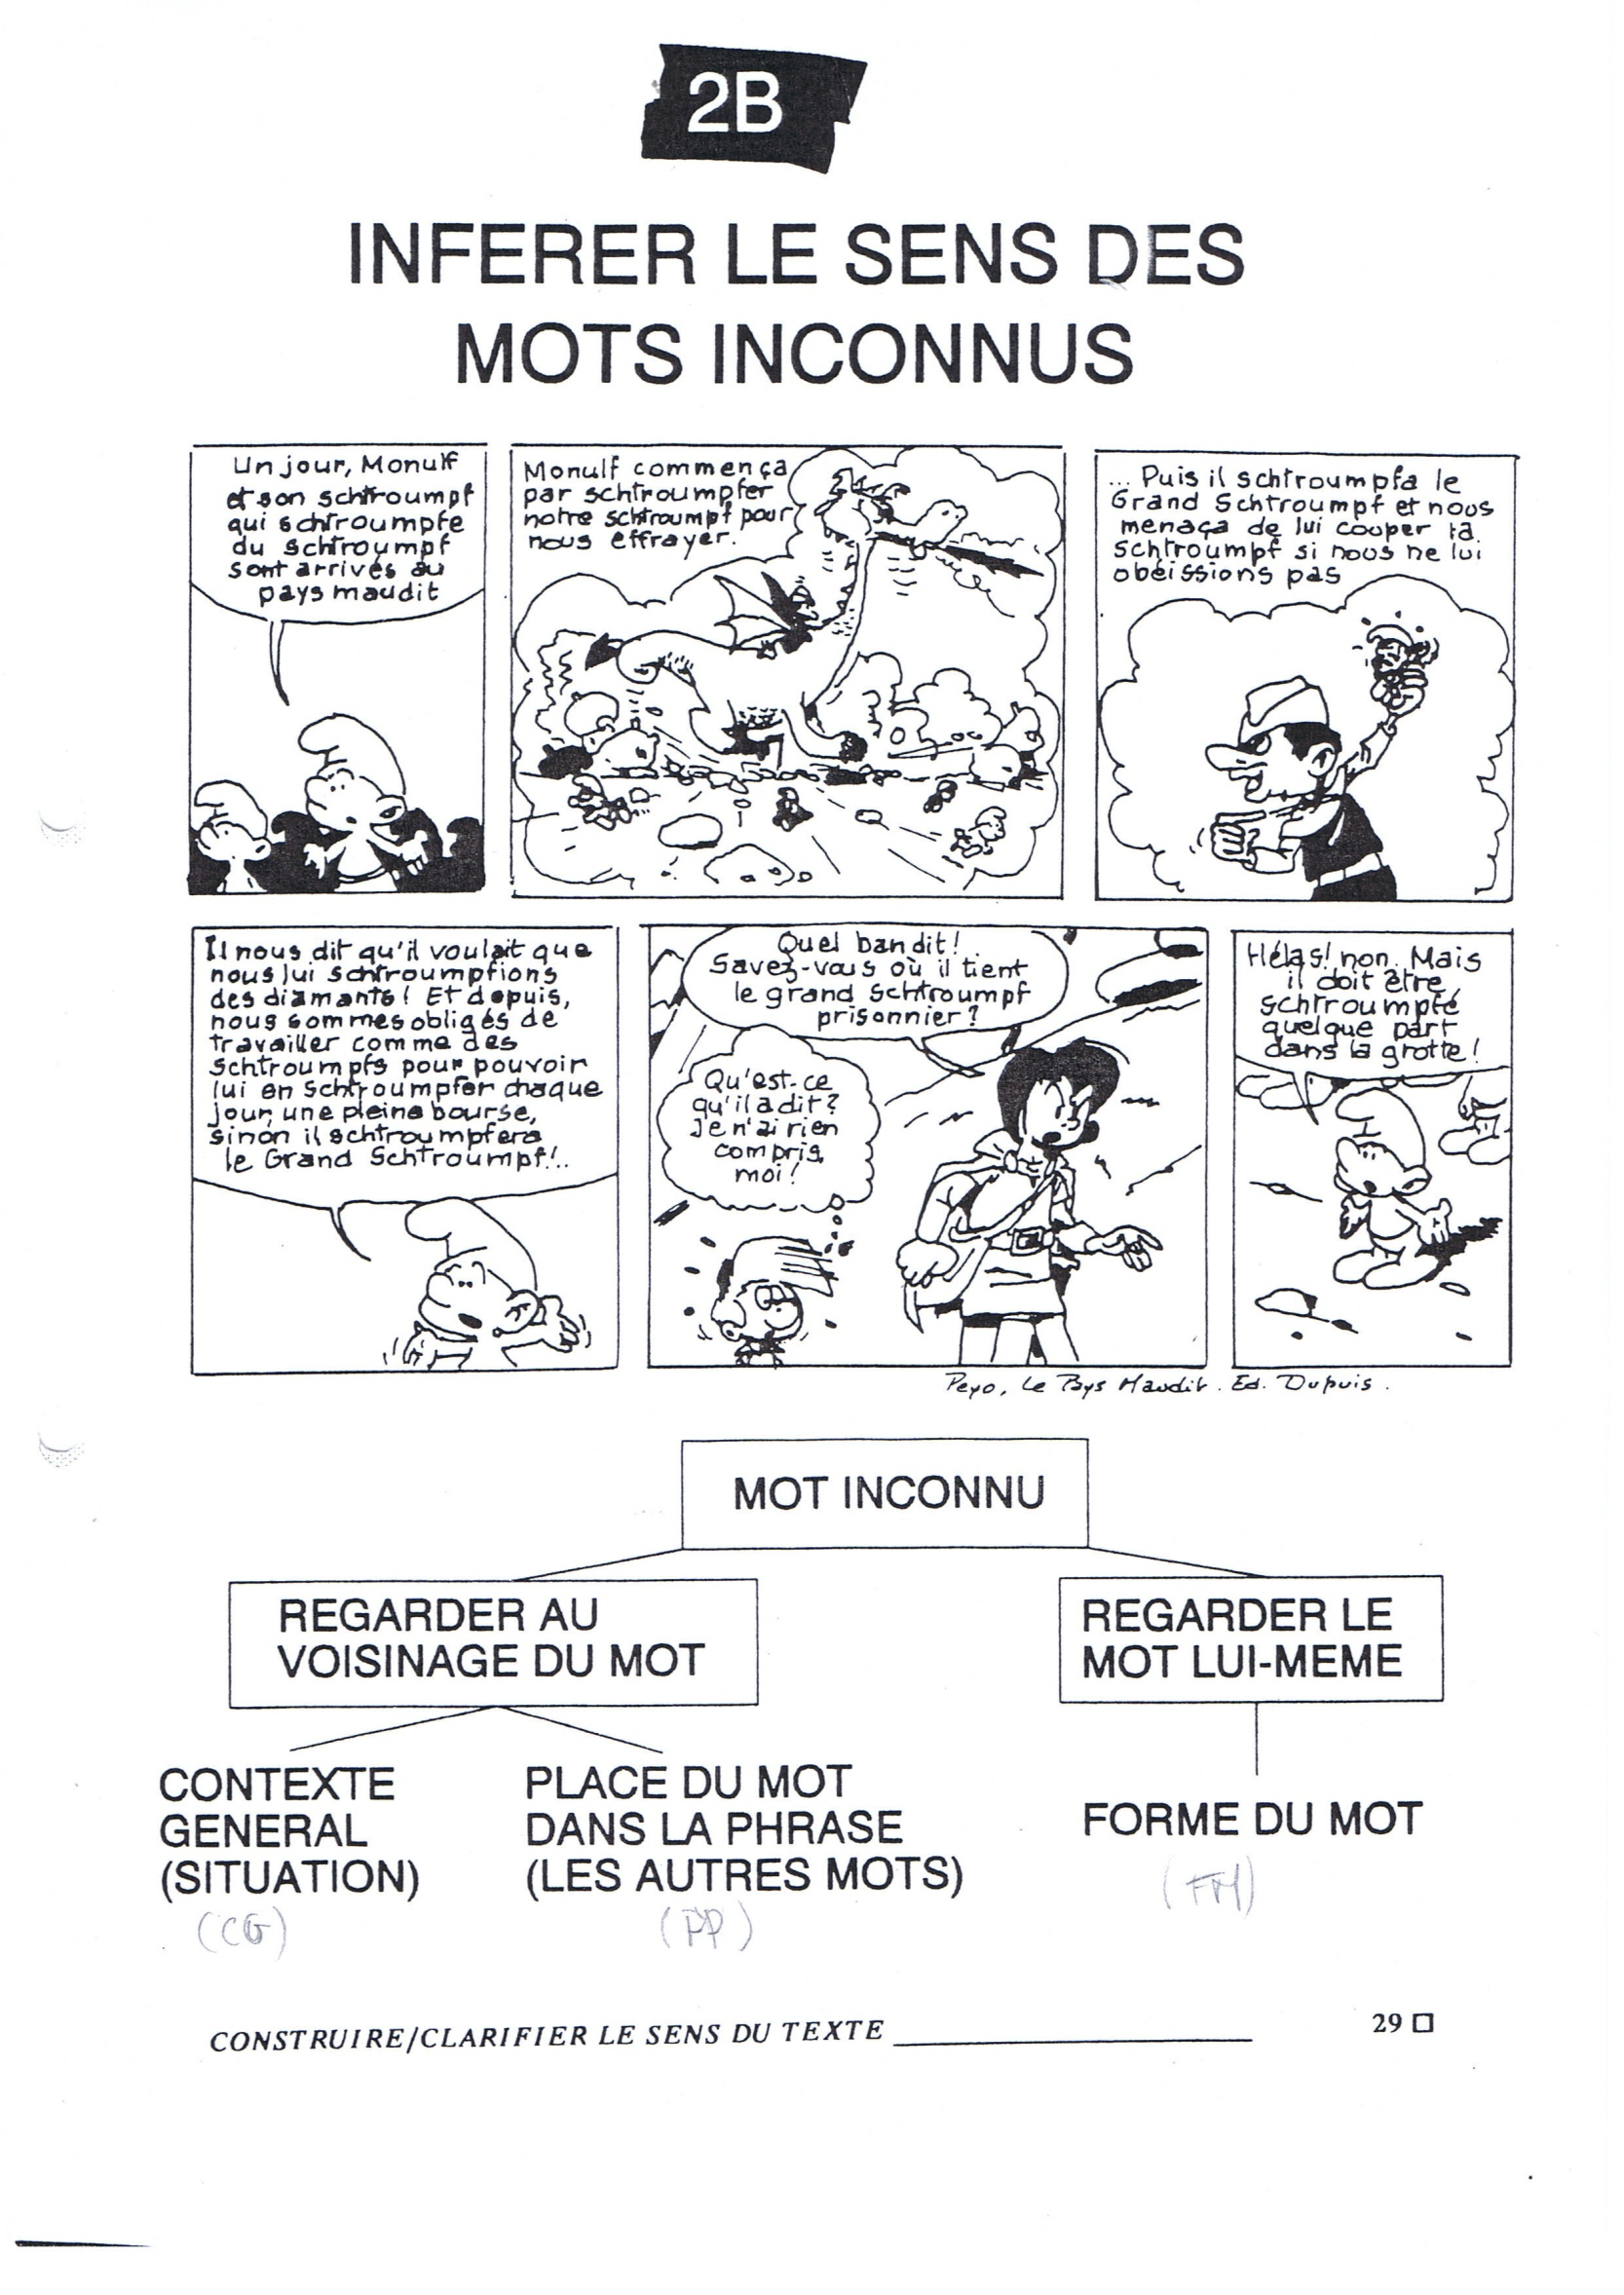 2B
INFERER LE SENS DES
MOTS INCONNUS
Un jour, Monulf
et son schtroumpf
qui schtroumpfe
du schtroumpf
sont arrivés au
pays maudit
Monulf commença
par schtroumpfer
notre schtroumpf pour
nous effrayer.
... Puis il schtroumpfa le
Grand Schtroumpf et nous
menaça de lui couper la
schtroumpf si nous ne lui
obéissions pas
Il nous dit qu'il voulait que
nous lui schtroumpfions
des diamants! Et depuis,
nous sommes obligés de
travailler comme des
schtroumpfs pour pouvoir
lui en schtroumpfer chaque
jour, une pleine bourse,
sinon il schtroumpfera
le Grand Schtroumpf!..
Quel bandit!
Savez-vous où il tient
le grand Schtroumpf
prisonnier?
Qu'est-ce
qu'il a dit?
Je n'ai rien
compris,
moi!
Hélas! non. Mais
il doit être
schtroumpfé
quelque part
dans la grotte!
Peyo, Le Pays Maudit. Ed. Dupuis.
MOT INCONNU
REGARDER AU
VOISINAGE DU MOT
REGARDER LE
MOT LUI-MEME
CONTEXTE
GENERAL
(SITUATION)
(CG)
PLACE DU MOT
DANS LA PHRASE
(LES AUTRES MOTS)
(PP)
FORME DU MOT
(FM)
CONSTRUIRE/CLARIFIER LE SENS DU TEXTE
29